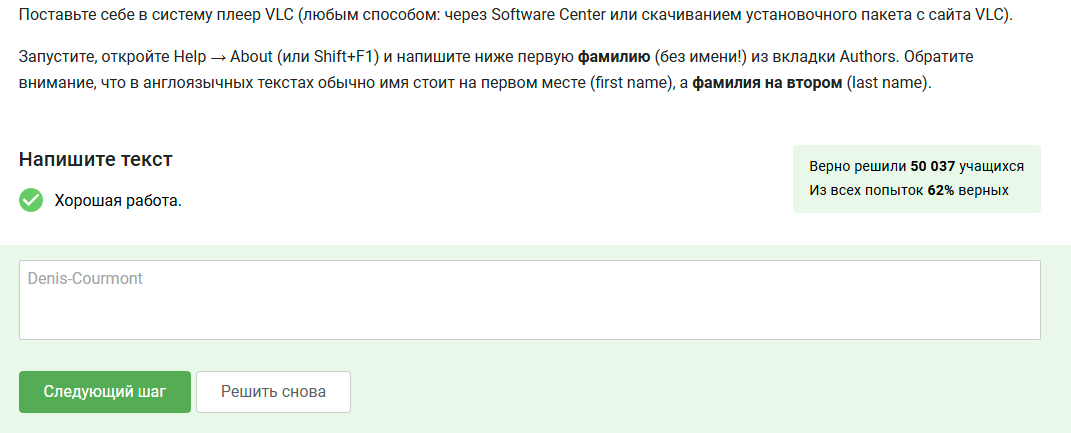 Поставьте себе в систему плеер VLC (любым способом: через Software Center или скачиванием установочного пакета с сайта VLC).
Запустите, откройте Help → About (или Shift+F1) и напишите ниже первую фамилию (без имени!) из вкладки Authors. Обратите
внимание, что в англоязычных текстах обычно имя стоит на первом месте (first name), а фамилия на втором (last name).
Напишите текст
Хорошая работа.
Верно решили 50 037 учащихся
Из всех попыток 62% верных
Denis-Courmont
Следующий шаг
Решить снова